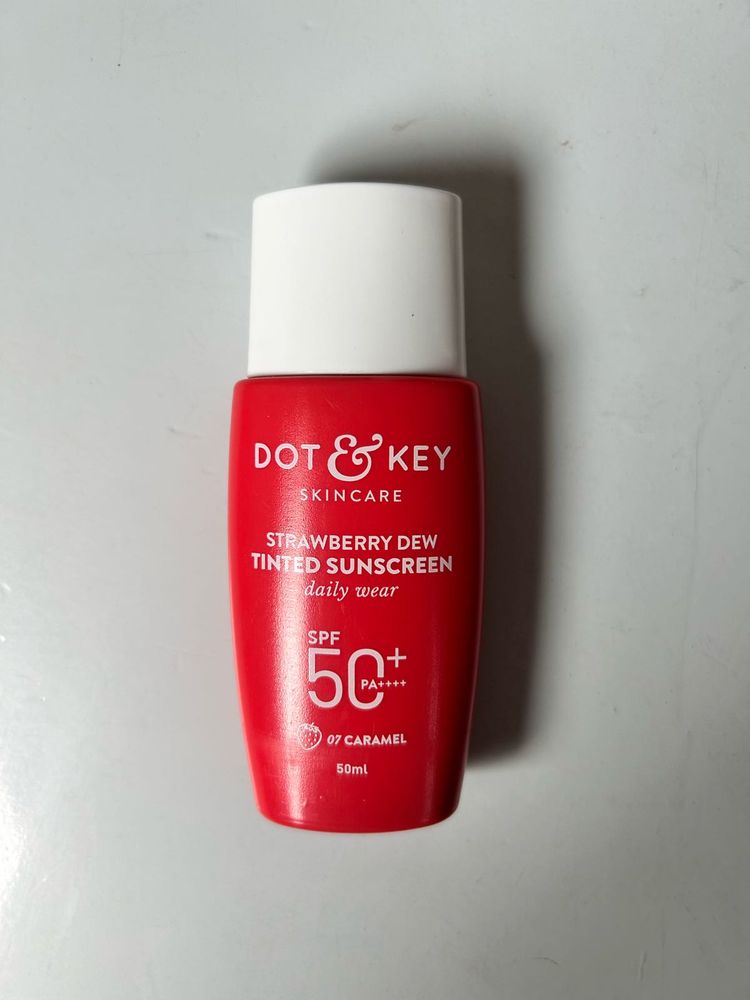 DOT & KEY
SKINCARE
STRAWBERRY DEW
TINTED SUNSCREEN
daily wear
SPF
50+
PA++++
07 CARAMEL
50ml